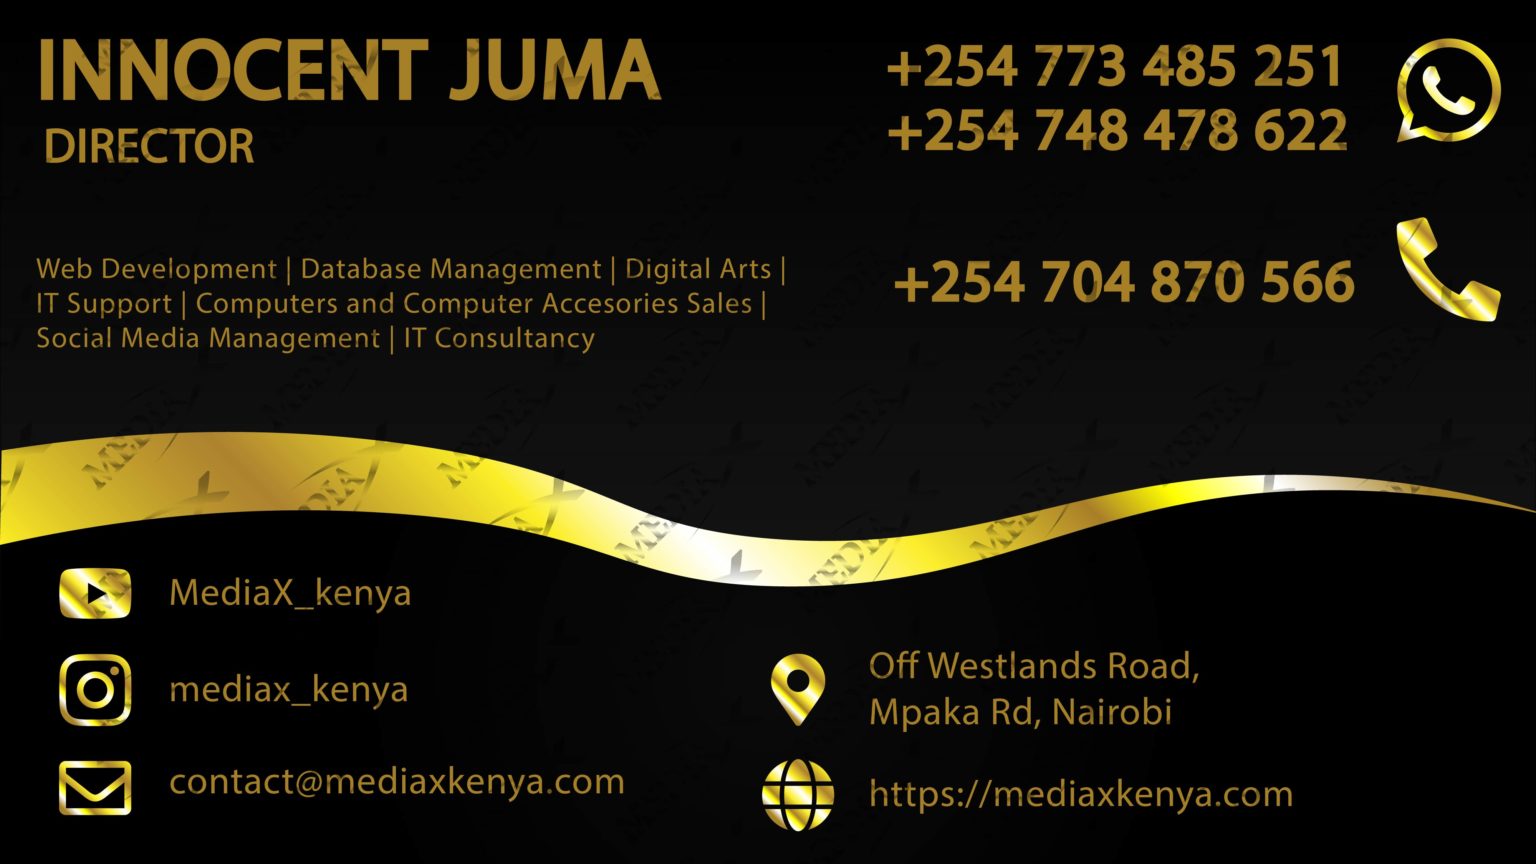 INNOCENT JUMA
DIRECTOR
+254 773 485 251
+254 748 478 622
Web Development | Database Management | Digital Arts |
IT Support | Computers and Computer Accesories Sales |
Social Media Management | IT Consultancy
+254 704 870 566
MediaX_kenya
mediax_kenya
contact@mediaxkenya.com
Off Westlands Road,
Mpaka Rd, Nairobi
https://mediaxkenya.com
MEDIA X